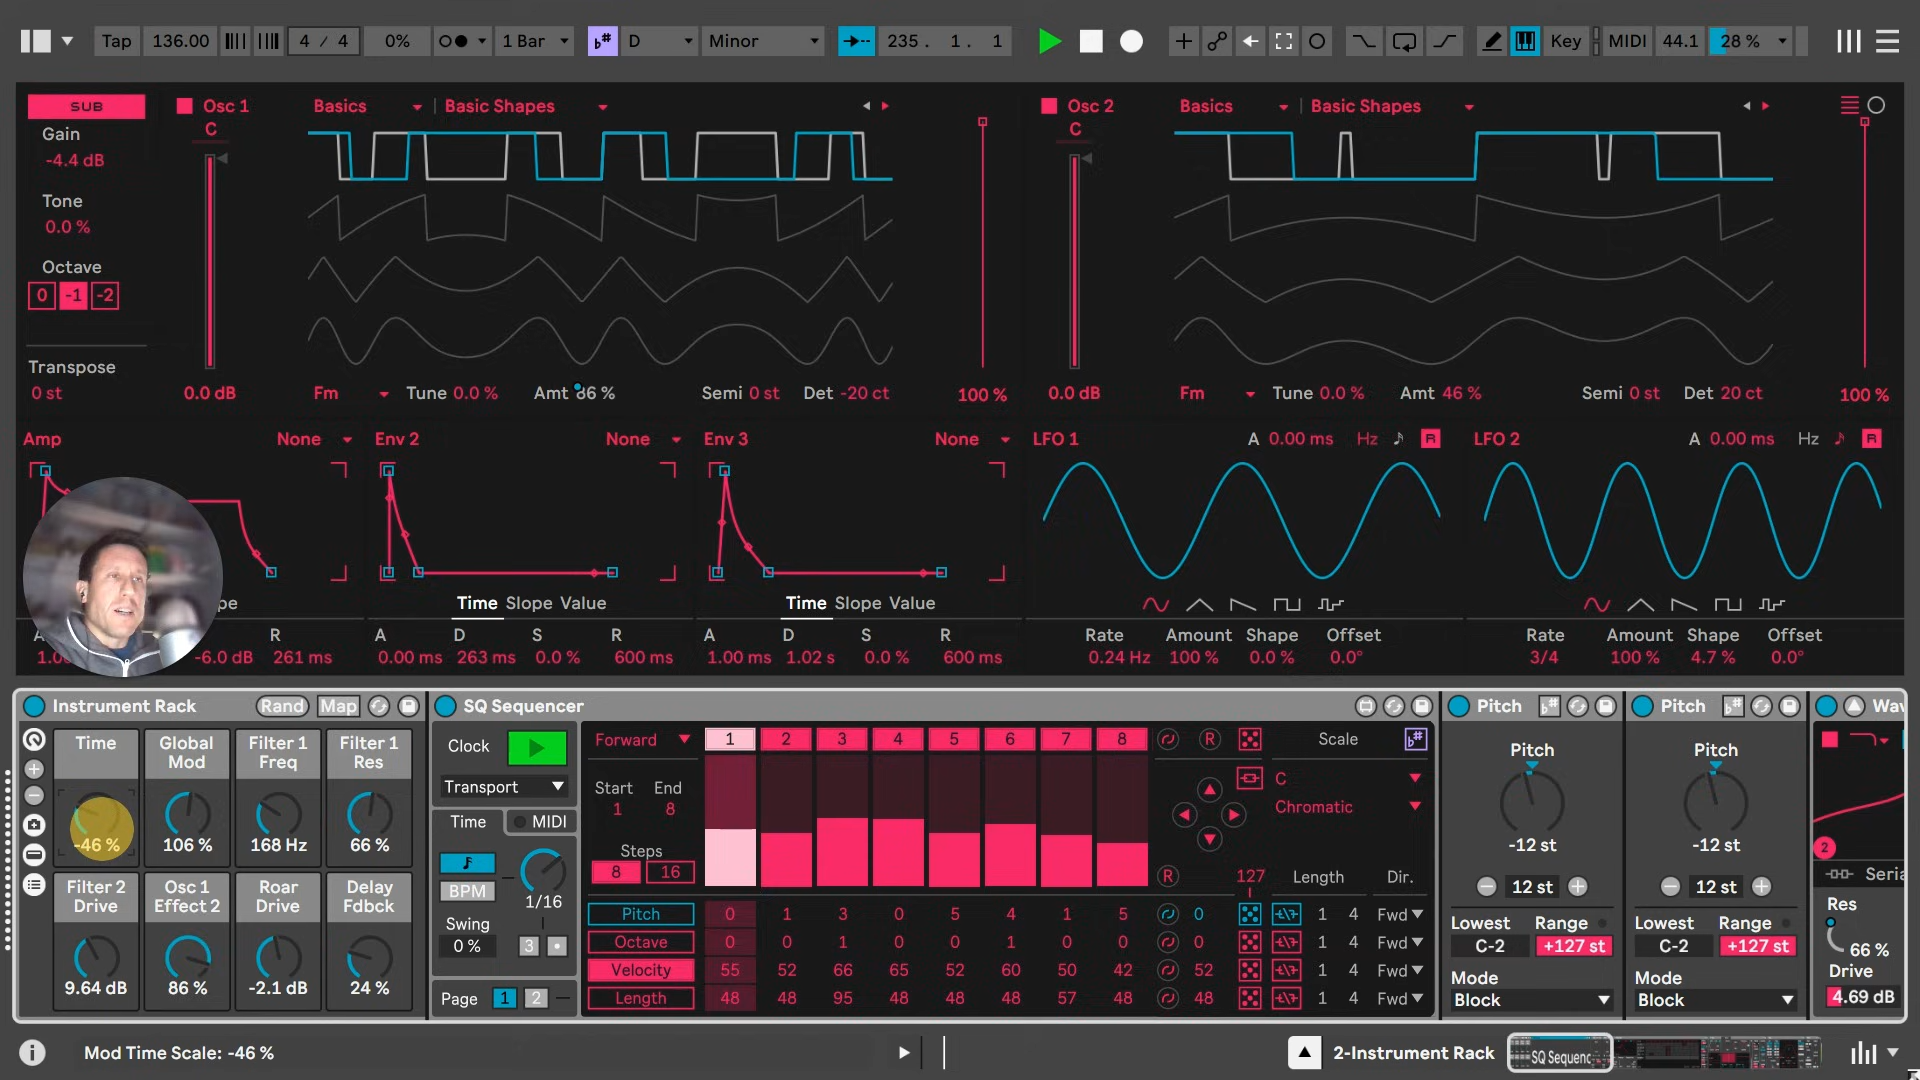 Tap 136.00 4 / 4 0% 1 Bar D Minor 235. 1. 1 Key MIDI 44.1 28 %
SUB Osc 1 Basics Basic Shapes Osc 2 Basics Basic Shapes
Gain C C
-4.4 dB
Tone
0.0 %
Octave
0 -1 -2
Transpose
0 st 0.0 dB Fm Tune 0.0 % Amt 86 % Semi 0 st Det -20 ct 100 % 0.0 dB Fm Tune 0.0 % Amt 46 % Semi 0 st Det 20 ct 100 %
Amp None Env 2 None Env 3 None LFO 1 A 0.00 ms Hz R LFO 2 A 0.00 ms Hz R
pe Time Slope Value Time Slope Value
A R A D S R A D S R Rate Amount Shape Offset Rate Amount Shape Offset
-6.0 dB 261 ms 0.00 ms 263 ms 0.0 % 600 ms 1.00 ms 1.02 s 0.0 % 600 ms 0.24 Hz 100 % 0.0 % 0.0° 3/4 100 % 4.7 % 0.0°
Instrument Rack Rand Map SQ Sequencer Pitch Pitch Wav
Time Global Mod Filter 1 Freq Filter 1 Res
-46 % 106 % 168 Hz 66 %
Filter 2 Drive Osc 1 Effect 2 Roar Drive Delay Fdbck
9.64 dB 86 % -2.1 dB 24 %
Clock
Transport
Time MIDI
BPM 1/16
Swing
0 % 3
Page 1 2
Forward 1 2 3 4 5 6 7 8 R Scale
Start End C
1 8 Chromatic
Steps
8 16 R 127 Length Dir.
Pitch 0 1 3 0 5 4 1 5 0 1 4 Fwd
Octave 0 0 1 0 0 1 0 0 0 1 4 Fwd
Velocity 55 52 66 65 52 60 50 42 52 1 4 Fwd
Length 48 48 95 48 48 48 57 48 48 1 4 Fwd
Pitch
-12 st
12 st
Lowest Range
C-2 +127 st
Mode
Block
Pitch
-12 st
12 st
Lowest Range
C-2 +127 st
Mode
Block
2
Seria
Res
66 %
Drive
4.69 dB
Mod Time Scale: -46 % 2-Instrument Rack SQ Sequenc